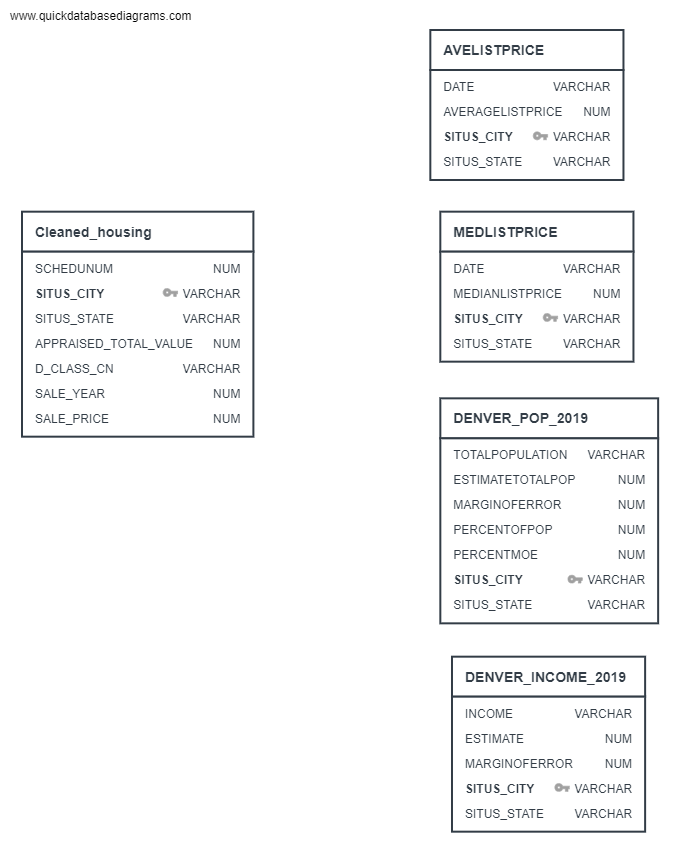 www.quickdatabasediagrams.com
AVELISTPRICE
DATE VARCHAR
AVERAGELISTPRICE NUM
SITUS_CITY VARCHAR
SITUS_STATE VARCHAR
Cleaned_housing
SCHEDUNUM NUM
SITUS_CITY VARCHAR
SITUS_STATE VARCHAR
APPRAISED_TOTAL_VALUE NUM
D_CLASS_CN VARCHAR
SALE_YEAR NUM
SALE_PRICE NUM
MEDLISTPRICE
DATE VARCHAR
MEDIANLISTPRICE NUM
SITUS_CITY VARCHAR
SITUS_STATE VARCHAR
DENVER_POP_2019
TOTALPOPULATION VARCHAR
ESTIMATETOTALPOP NUM
MARGINOFERROR NUM
PERCENTOFPOP NUM
PERCENTMOE NUM
SITUS_CITY VARCHAR
SITUS_STATE VARCHAR
DENVER_INCOME_2019
INCOME VARCHAR
ESTIMATE NUM
MARGINOFERROR NUM
SITUS_CITY VARCHAR
SITUS_STATE VARCHAR